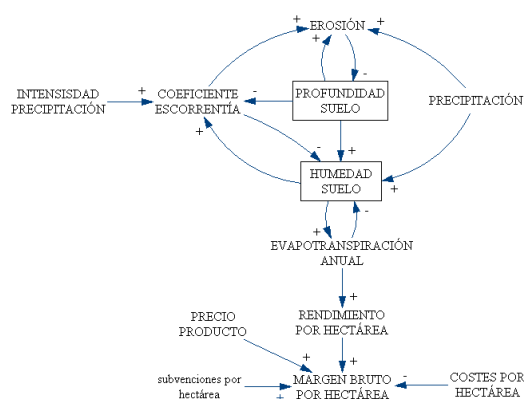 EROSIÓN
INTENSISDAD
PRECIPITACIÓN
COEFICIENTE
ESCORRENTÍA
PROFUNDIDAD
SUELO
PRECIPITACIÓN
HUMEDAD
SUELO
EVAPOTRANSPIRACIÓN
ANUAL
RENDIMIENTO
POR HECTÁREA
PRECIO
PRODUCTO
MARGEN BRUTO
POR HECTÁREA
COSTES POR
HECTÁREA
subvenciones por
hectárea
+
+
+
-
+
-
+
-
+
+
+
+
-
+
+
+
-
+